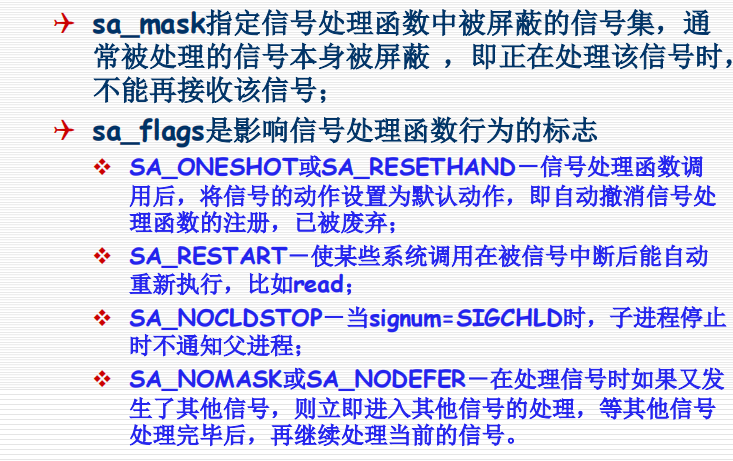 sa_mask指定信号处理函数中被屏蔽的信号集，通
常被处理的信号本身被屏蔽 ，即正在处理该信号时，
不能再接收该信号；
sa_flags是影响信号处理函数行为的标志
SA_ONESHOT或SA_RESETHAND－信号处理函数调
用后，将信号的动作设置为默认动作，即自动撤消信号处
理函数的注册，已被废弃；
SA_RESTART－使某些系统调用在被信号中断后能自动
重新执行，比如read；
SA_NOCLDSTOP－当signum=SIGCHLD时，子进程停止
时不通知父进程；
SA_NOMASK或SA_NODEFER－在处理信号时如果又发
生了其他信号，则立即进入其他信号的处理，等其他信号
处理完毕后，再继续处理当前的信号。